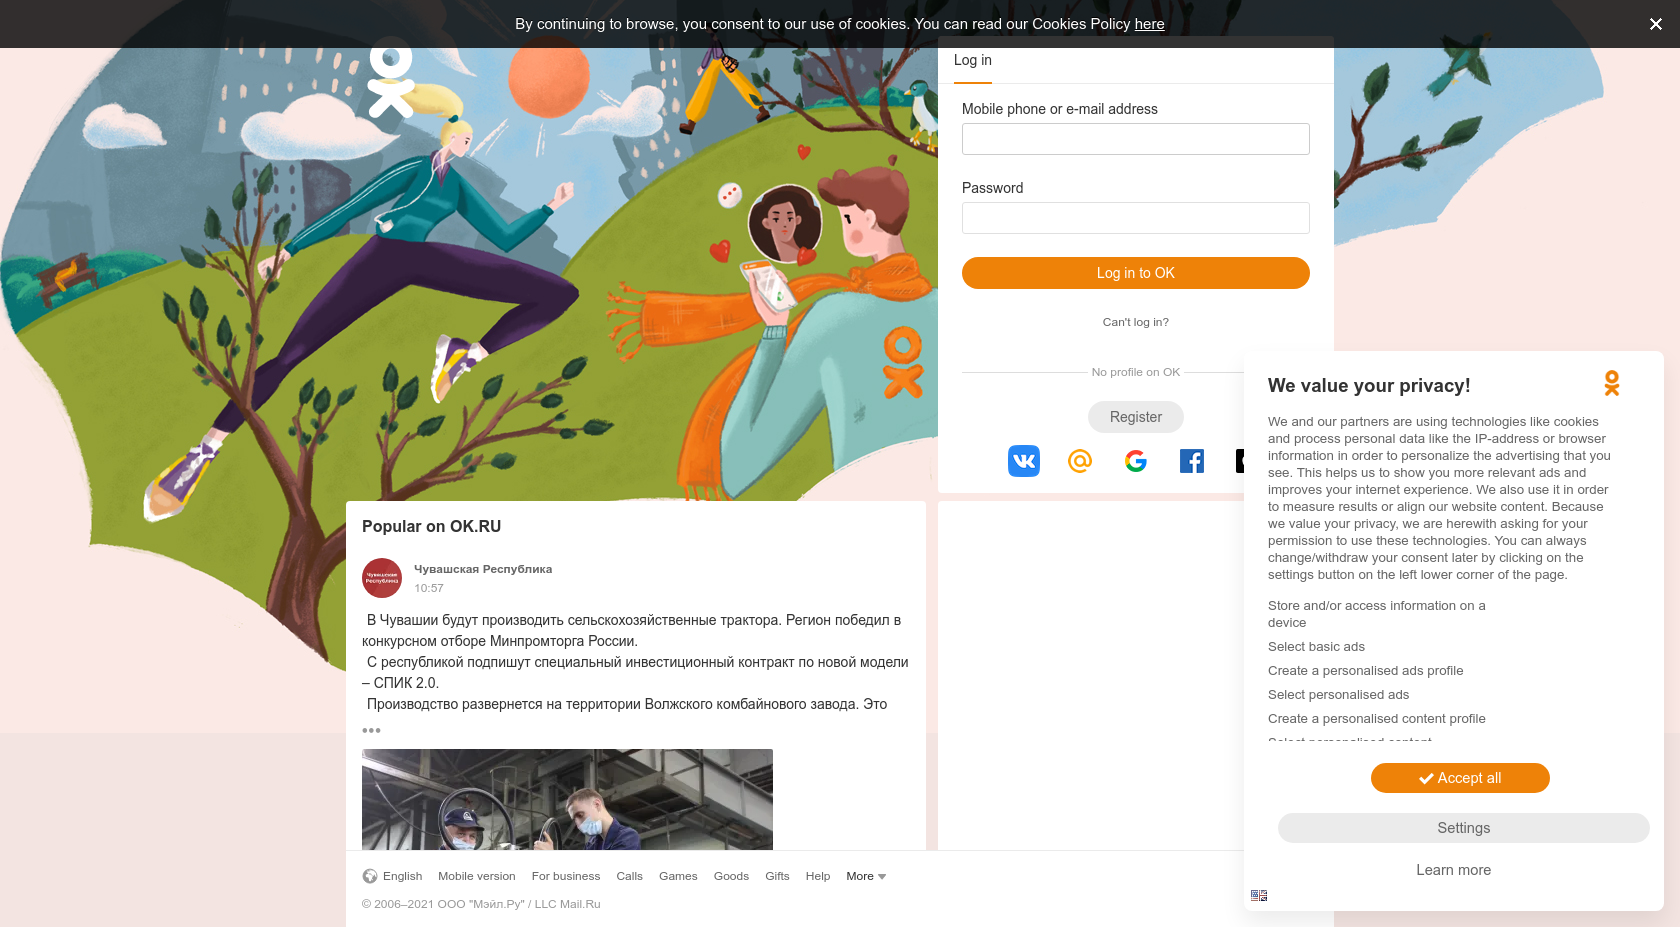 By continuing to browse, you consent to our use of cookies. You can read our Cookies Policy here
Log in
Mobile phone or e-mail address
Password
Log in to OK
Can't log in?
No profile on OK
Register
Popular on OK.RU
Чувашская
Республика
Чувашская Республика
10:57
В Чувашии будут производить сельскохозяйственные трактора. Регион победил в
конкурсном отборе Минпромторга России.
С республикой подпишут специальный инвестиционный контракт по новой модели
– СПИК 2.0.
Производство развернется на территории Волжского комбайнового завода. Это
•••
English Mobile version For business Calls Games Goods Gifts Help More
© 2006–2021 ООО "Мэйл.Ру" / LLC Mail.Ru
We value your privacy!
We and our partners are using technologies like cookies
and process personal data like the IP-address or browser
information in order to personalize the advertising that you
see. This helps us to show you more relevant ads and
improves your internet experience. We also use it in order
to measure results or align our website content. Because
we value your privacy, we are herewith asking for your
permission to use these technologies. You can always
change/withdraw your consent later by clicking on the
settings button on the left lower corner of the page.
Store and/or access information on a
device
Select basic ads
Create a personalised ads profile
Select personalised ads
Create a personalised content profile
Select personalised content
Accept all
Settings
Learn more